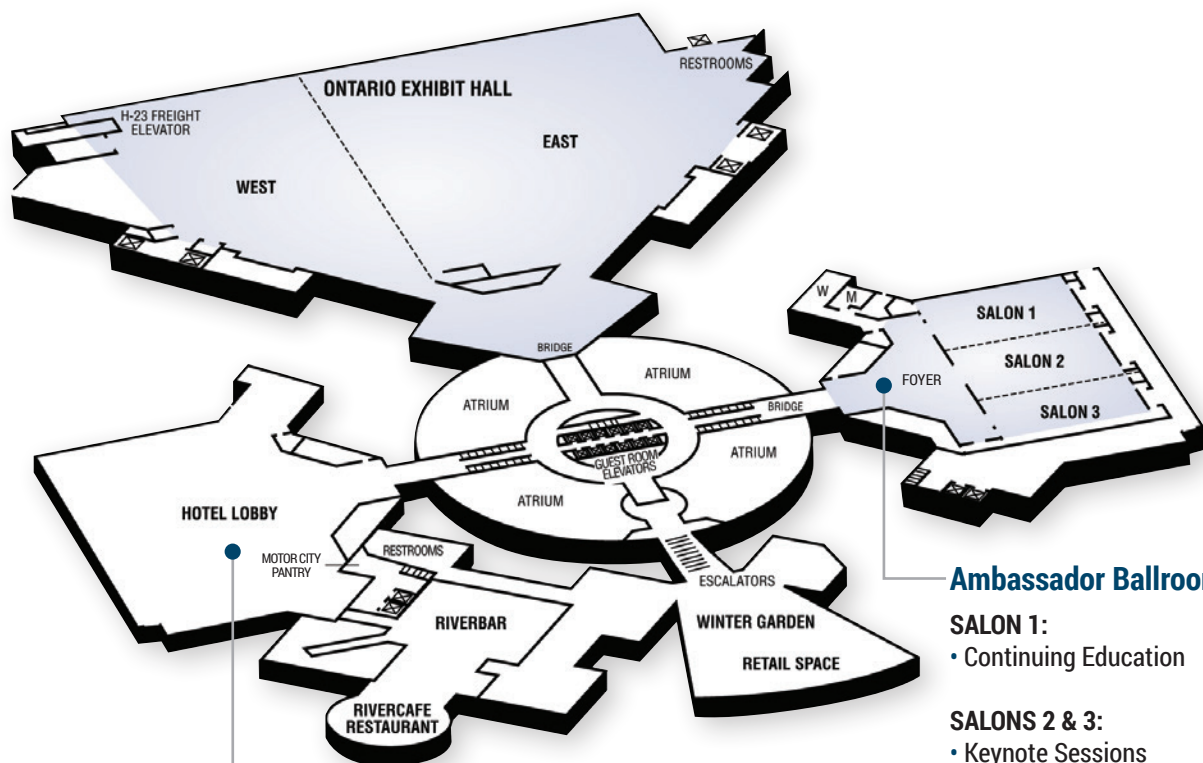 RESTROOMS
ONTARIO EXHIBIT HALL
H-23 FREIGHT
ELEVATOR
EAST
WEST
W
M
SALON 1
SALON 2
SALON 3
FOYER
BRIDGE
BRIDGE
ATRIUM
ATRIUM
ATRIUM
ATRIUM
GUEST ROOM
ELEVATORS
HOTEL LOBBY
MOTOR CITY
PANTRY
RESTROOMS
ESCALATORS
RIVERBAR
WINTER GARDEN
RETAIL SPACE
RIVERCAFE
RESTAURANT
Ambassador Ballroo
SALON 1:
• Continuing Education
SALONS 2 & 3:
• Keynote Sessions